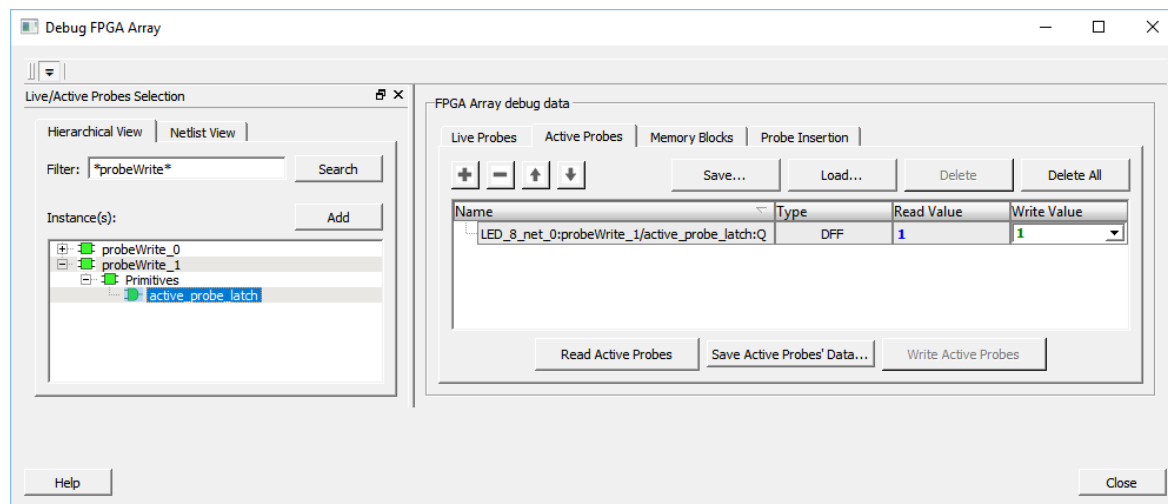 Debug FPGA Array
Live/Active Probes Selection
Hierarchical View
Netlist View
Filter:
*probeWrite*
Search
Instance(s):
Add
probeWrite_0
probeWrite_1
Primitives
active_probe_latch
FPGA Array debug data
Live Probes
Active Probes
Memory Blocks
Probe Insertion
Save...
Load...
Delete
Delete All
Name Type Read Value Write Value
LED_8_net_0:probeWrite_1/active_probe_latch:Q DFF 1 1
Read Active Probes
Save Active Probes' Data...
Write Active Probes
Help
Close